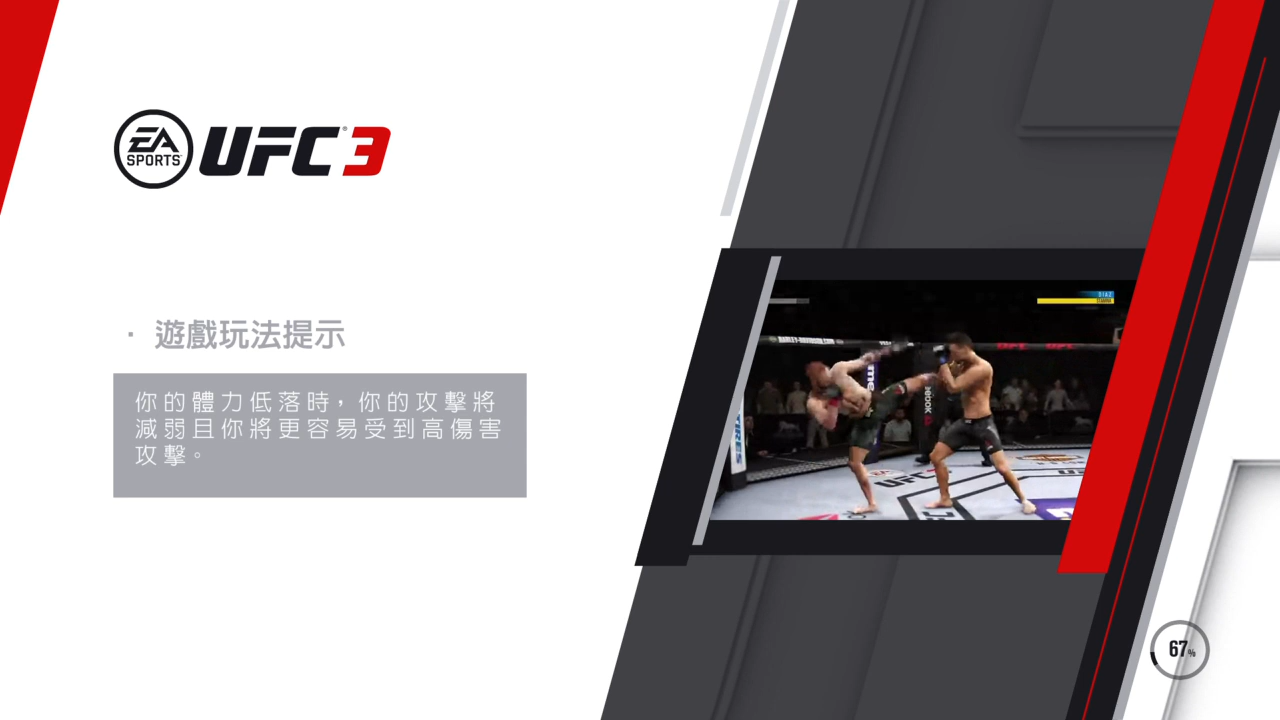 EA
SPORTS
UFC 3
· 遊戲玩法提示
你的體力低落時，你的攻擊將
減弱且你將更容易受到高傷害
攻擊。
67%